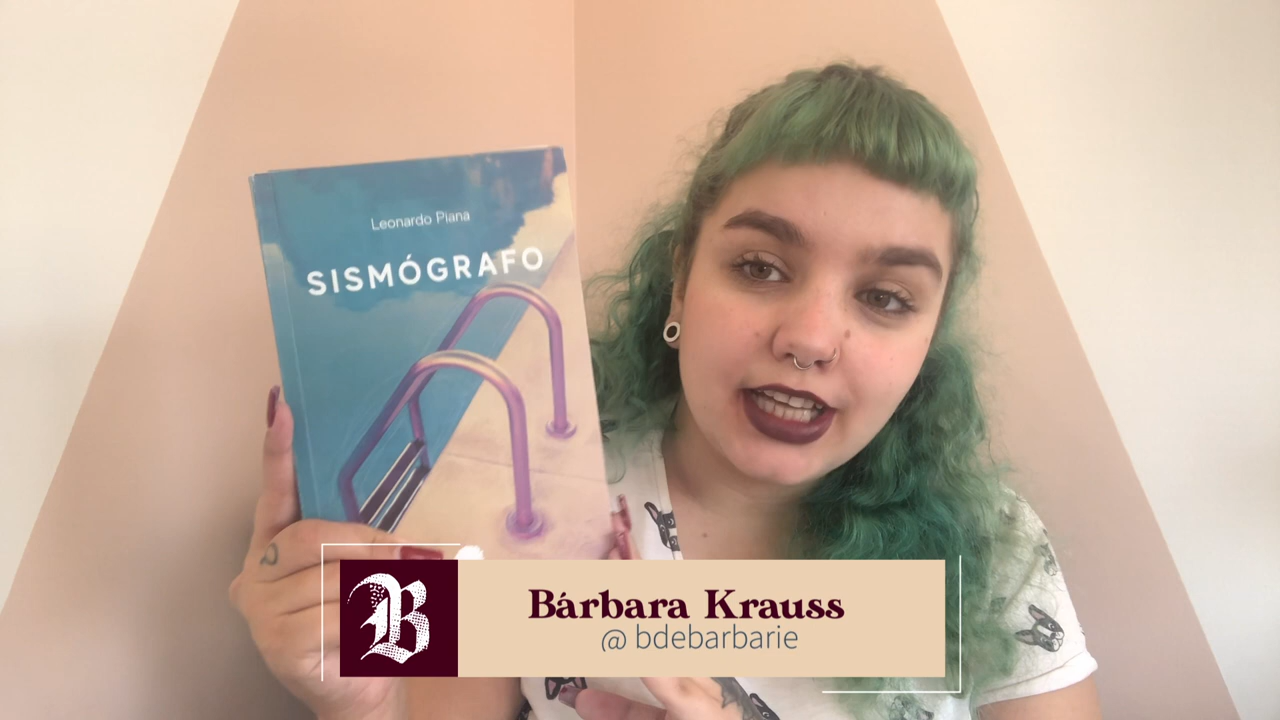 Leonardo Piana
SISMÓGRAFO
B
Bárbara Krauss
@ bdebarbarie